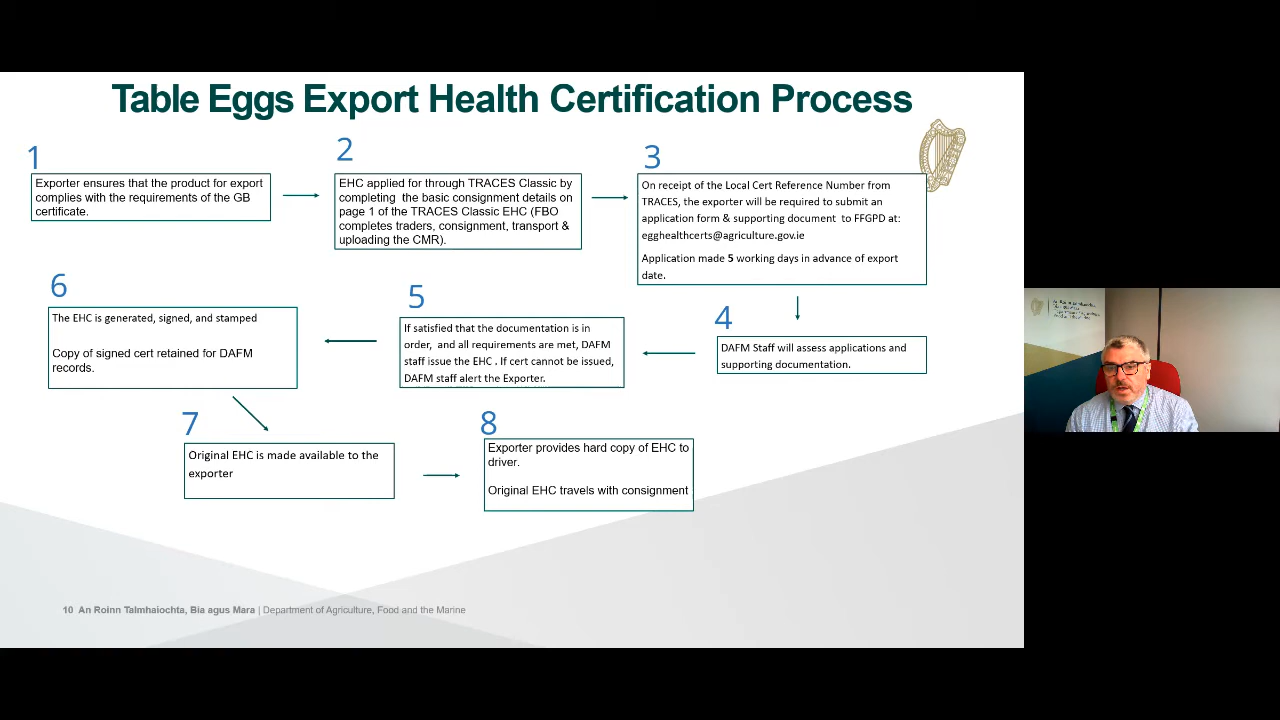 Table Eggs Export Health Certification Process
1
Exporter ensures that the product for export
complies with the requirements of the GB
certificate.
2
EHC applied for through TRACES Classic by
completing the basic consignment details on
page 1 of the TRACES Classic EHC (FBO
completes traders, consignment, transport &
uploading the CMR).
3
On receipt of the Local Cert Reference Number from
TRACES, the exporter will be required to submit an
application form & supporting document to FFGPD at:
egghealthcerts@agriculture.gov.ie
Application made 5 working days in advance of export
date.
4
DAFM Staff will assess applications and
supporting documentation.
5
If satisfied that the documentation is in
order, and all requirements are met, DAFM
staff issue the EHC . If cert cannot be issued,
DAFM staff alert the Exporter.
6
The EHC is generated, signed, and stamped
Copy of signed cert retained for DAFM
records.
7
Original EHC is made available to the
exporter
8
Exporter provides hard copy of EHC to
driver.
Original EHC travels with consignment
10 An Roinn Talmhaíochta, Bia agus Mara | Department of Agriculture, Food and the Marine